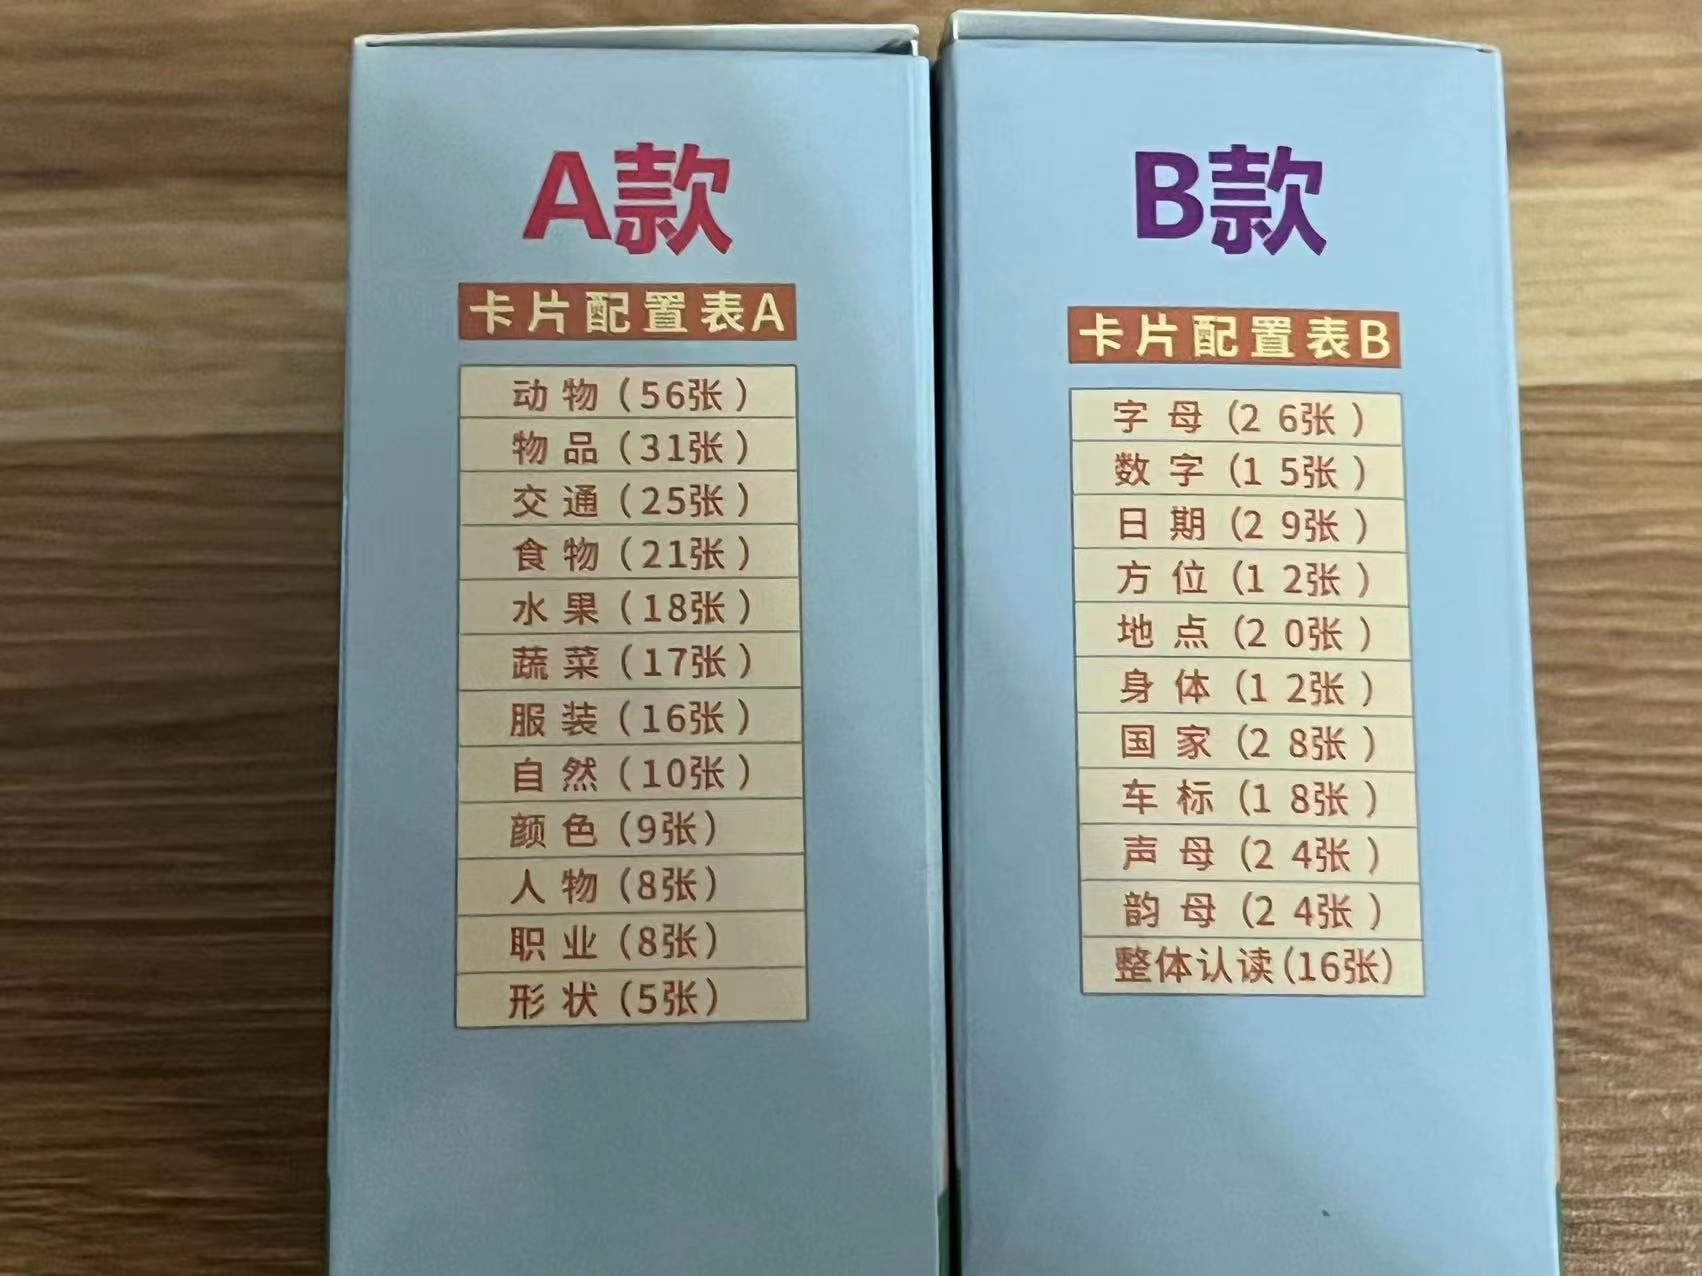 A款
卡片配置表A
动物(56张)
物品(31张)
交通(25张)
食物(21张)
水果(18张)
蔬菜(17张)
服装(16张)
自然(10张)
颜色(9张)
人物(8张)
职业(8张)
形状(5张)
B款
卡片配置表B
字母(26张)
数字(15张)
日期(29张)
方位(12张)
地点(20张)
身体(12张)
国家(28张)
车标(18张)
声母(24张)
韵母(24张)
整体认读(16张)